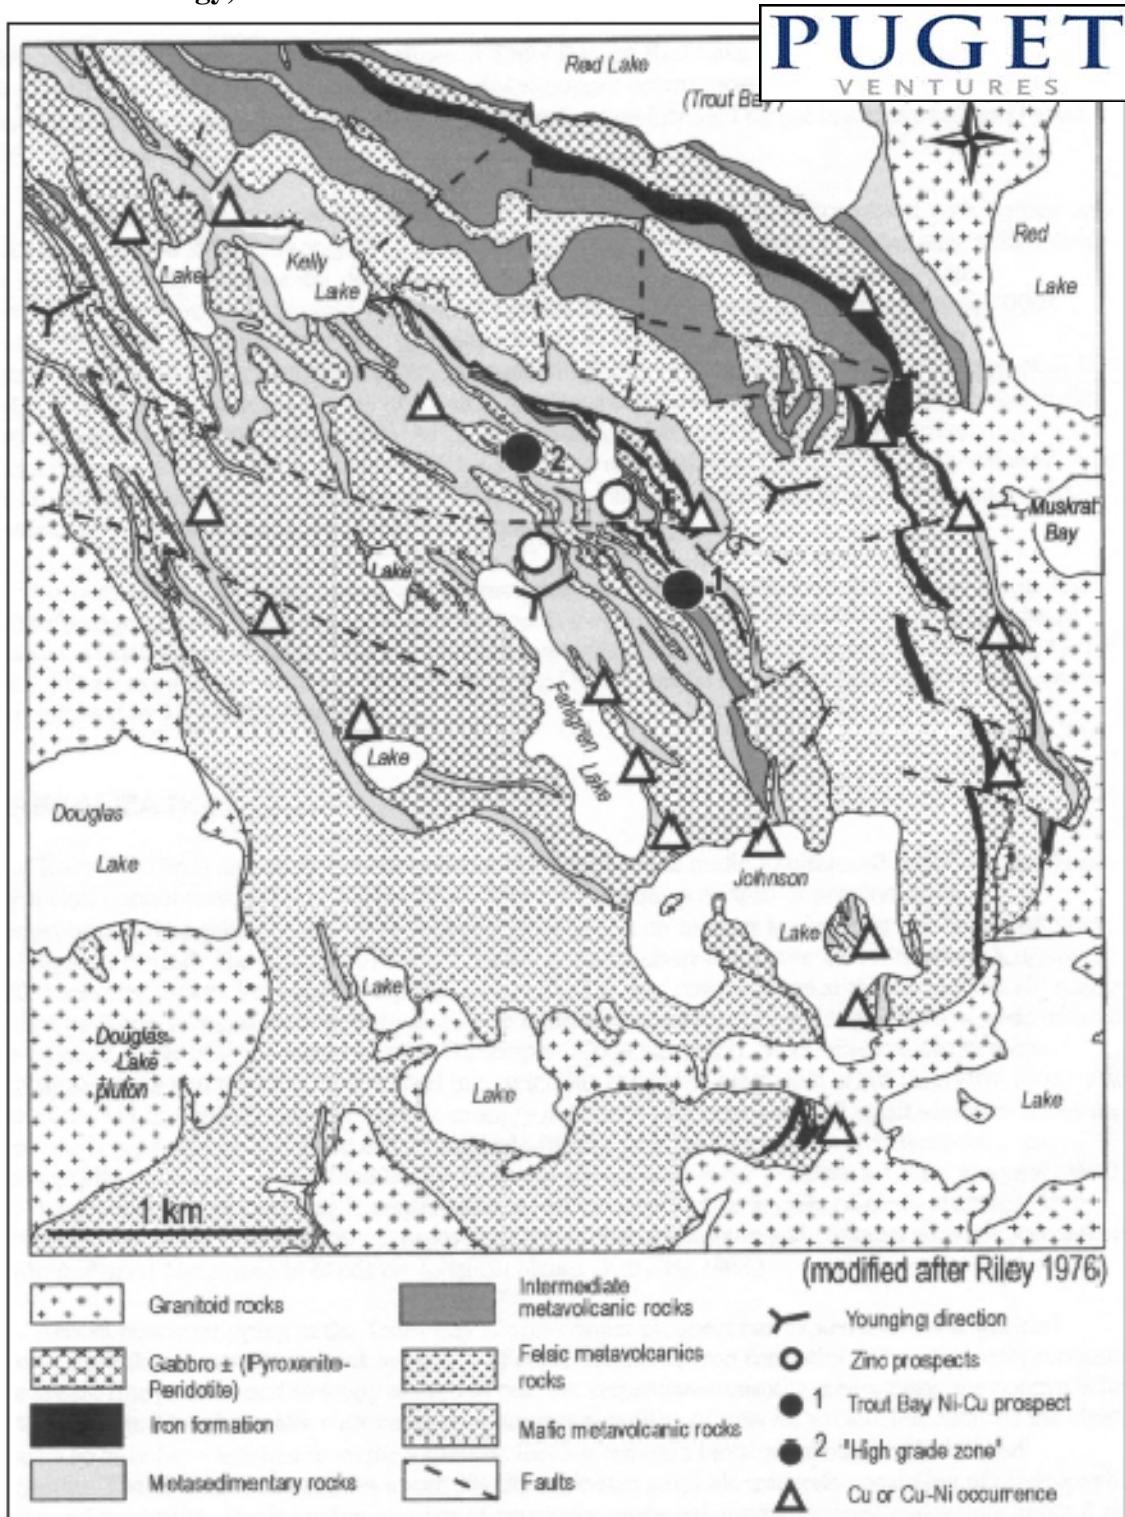 PUGET
VENTURES
Red Lake
(Trout Bay)
Red
Lake
Kelly
Lake
Lake
Muskrat
Bay
2
1
Lake
Fahlgren Lake
Lake
Douglas
Lake
Johnson
Lake
Lake
Douglas
Lake
pluton
Lake
Lake
1 km
(modified after Riley 1976)
Granitoid rocks
Gabbro ± (Pyroxenite-
Peridotite)
Iron formation
Metasedimentary rocks
Intermediate
metavolcanic rocks
Felsic metavolcanics
rocks
Mafic metavolcanic rocks
Faults
Younging direction
Zinc prospects
1 Trout Bay Ni-Cu prospect
2 "High grade zone"
Cu or Cu-Ni occurrence